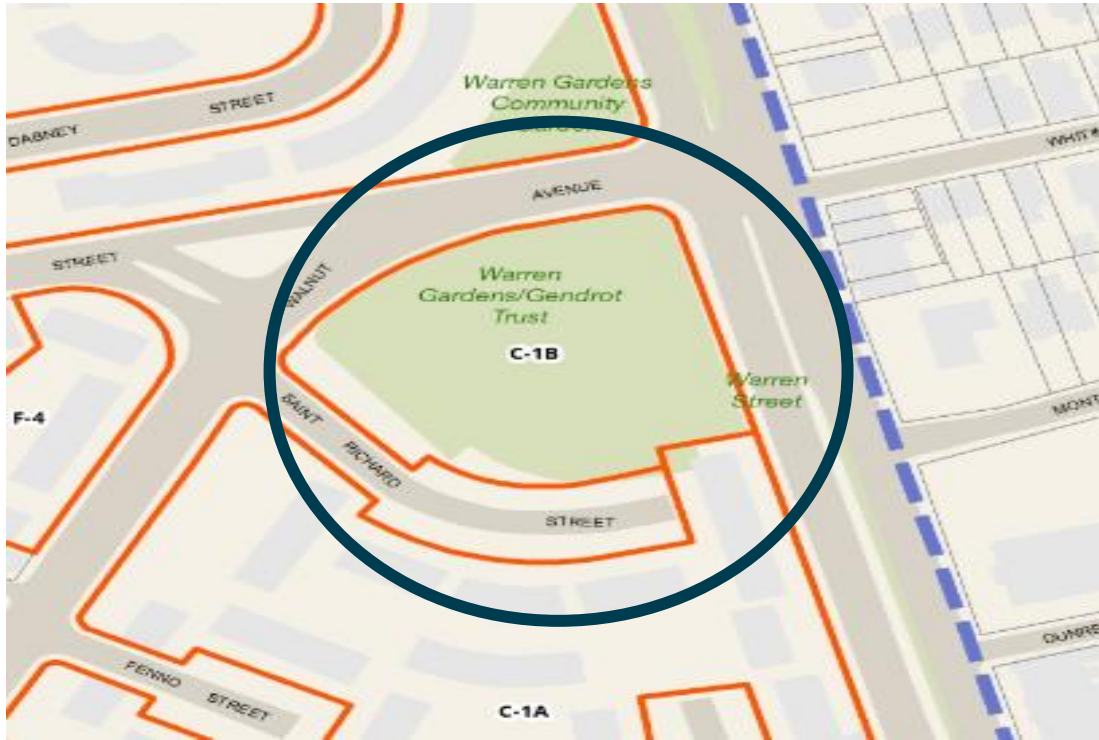 Warren Gardens
Community
STREET
DABNEY
AVENUE
STREET
WALNUT
Warren
Gardens/Gendrot
Trust
C-1B
Warren
Street
F-4
SAINT
RICHARD
STREET
FENNO
STREET
C-1A